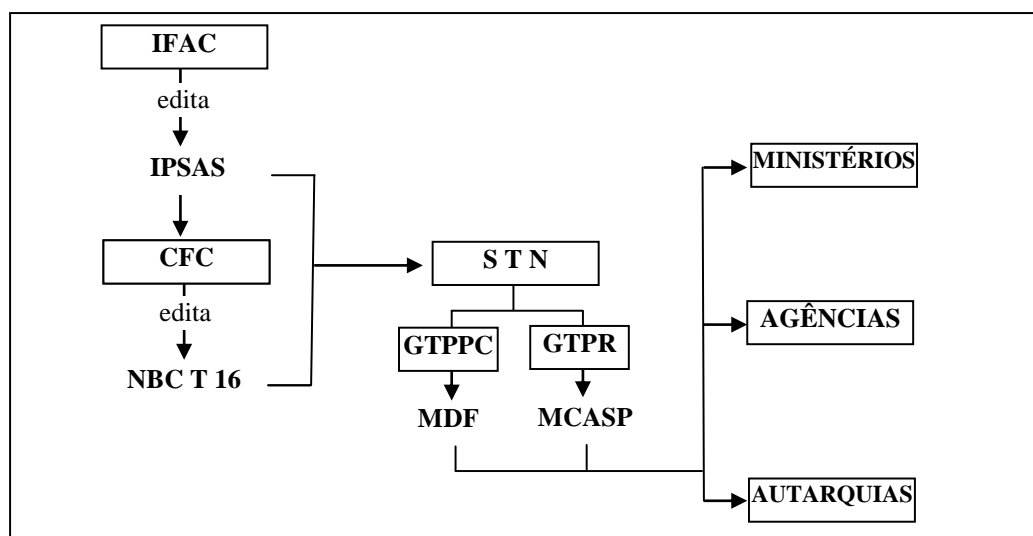 IFAC
edita
IPSAS
CFC
edita
NBC T 16
S T N
GTPPC
GTPR
MDF
MCASP
MINISTÉRIOS
AGÊNCIAS
AUTARQUIAS